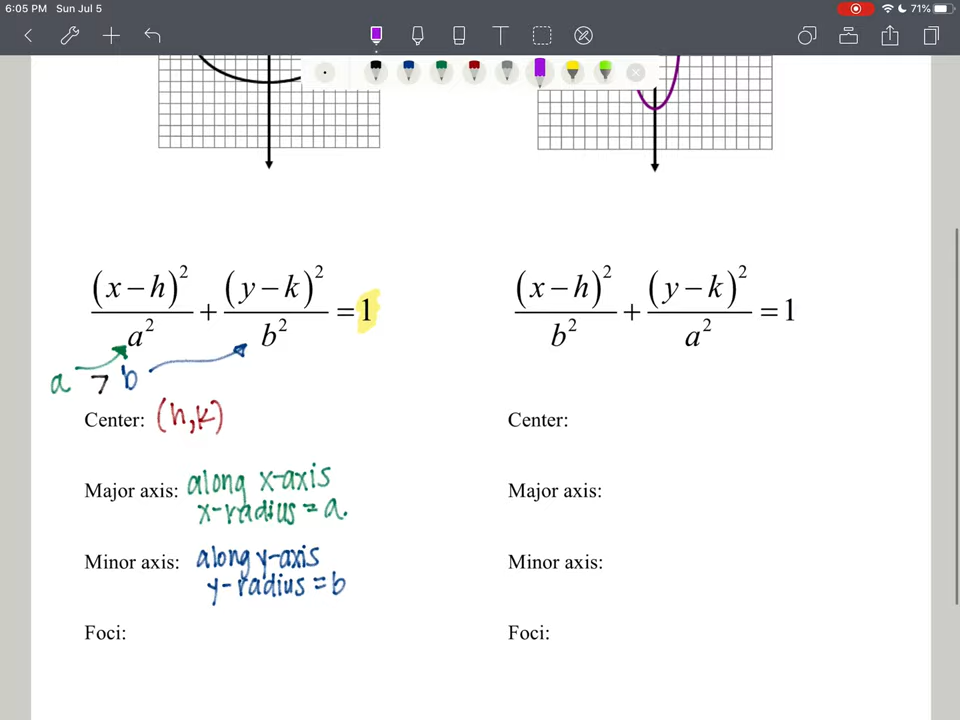 6:05 PM Sun Jul 5 71%
(x − h)² / a² + (y − k)² / b² = 1
(x − h)² / b² + (y − k)² / a² = 1
a > b
Center: (h,k)
Center:
Major axis: along x-axis
x-radius = a.
Major axis:
Minor axis: along y-axis
y-radius = b
Minor axis:
Foci:
Foci: